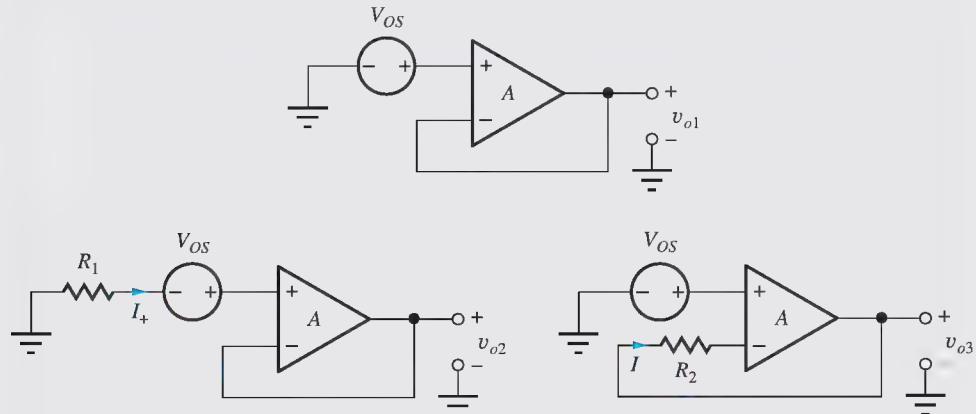 V_OS
− + + A − + v_o1 −
V_OS V_OS
R_1 − + + A − + v_o2 − I_+
− + + A − + v_o3 − I R_2